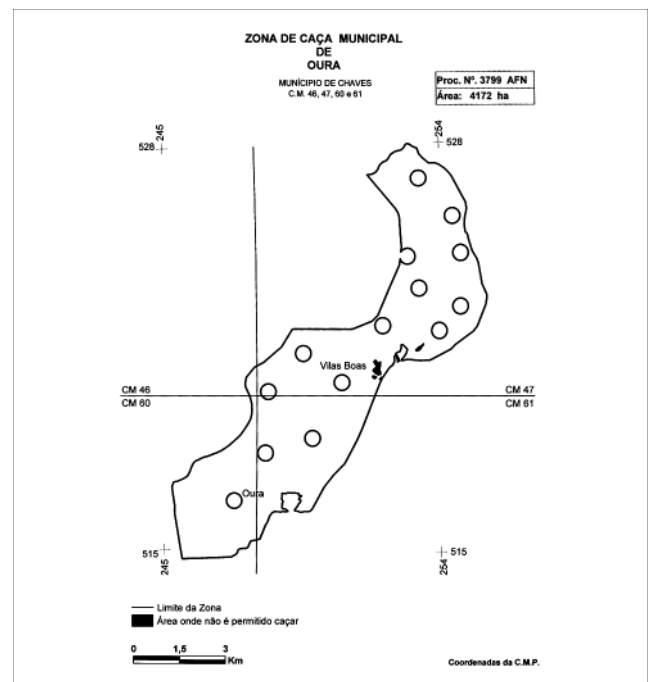 ZONA DE CAÇA MUNICIPAL
DE
OURA
MUNÍCIPIO DE CHAVES
C.M. 46, 47, 60 e 61
Proc. Nº. 3799 AFN
Área: 4172 ha
245
528
254
528
Vilas Boas
CM 46
CM 47
CM 60
CM 61
Oura
515
245
515
254
Limite da Zona
Área onde não é permitido caçar
0 1,5 3
Km
Coordenadas da C.M.P.